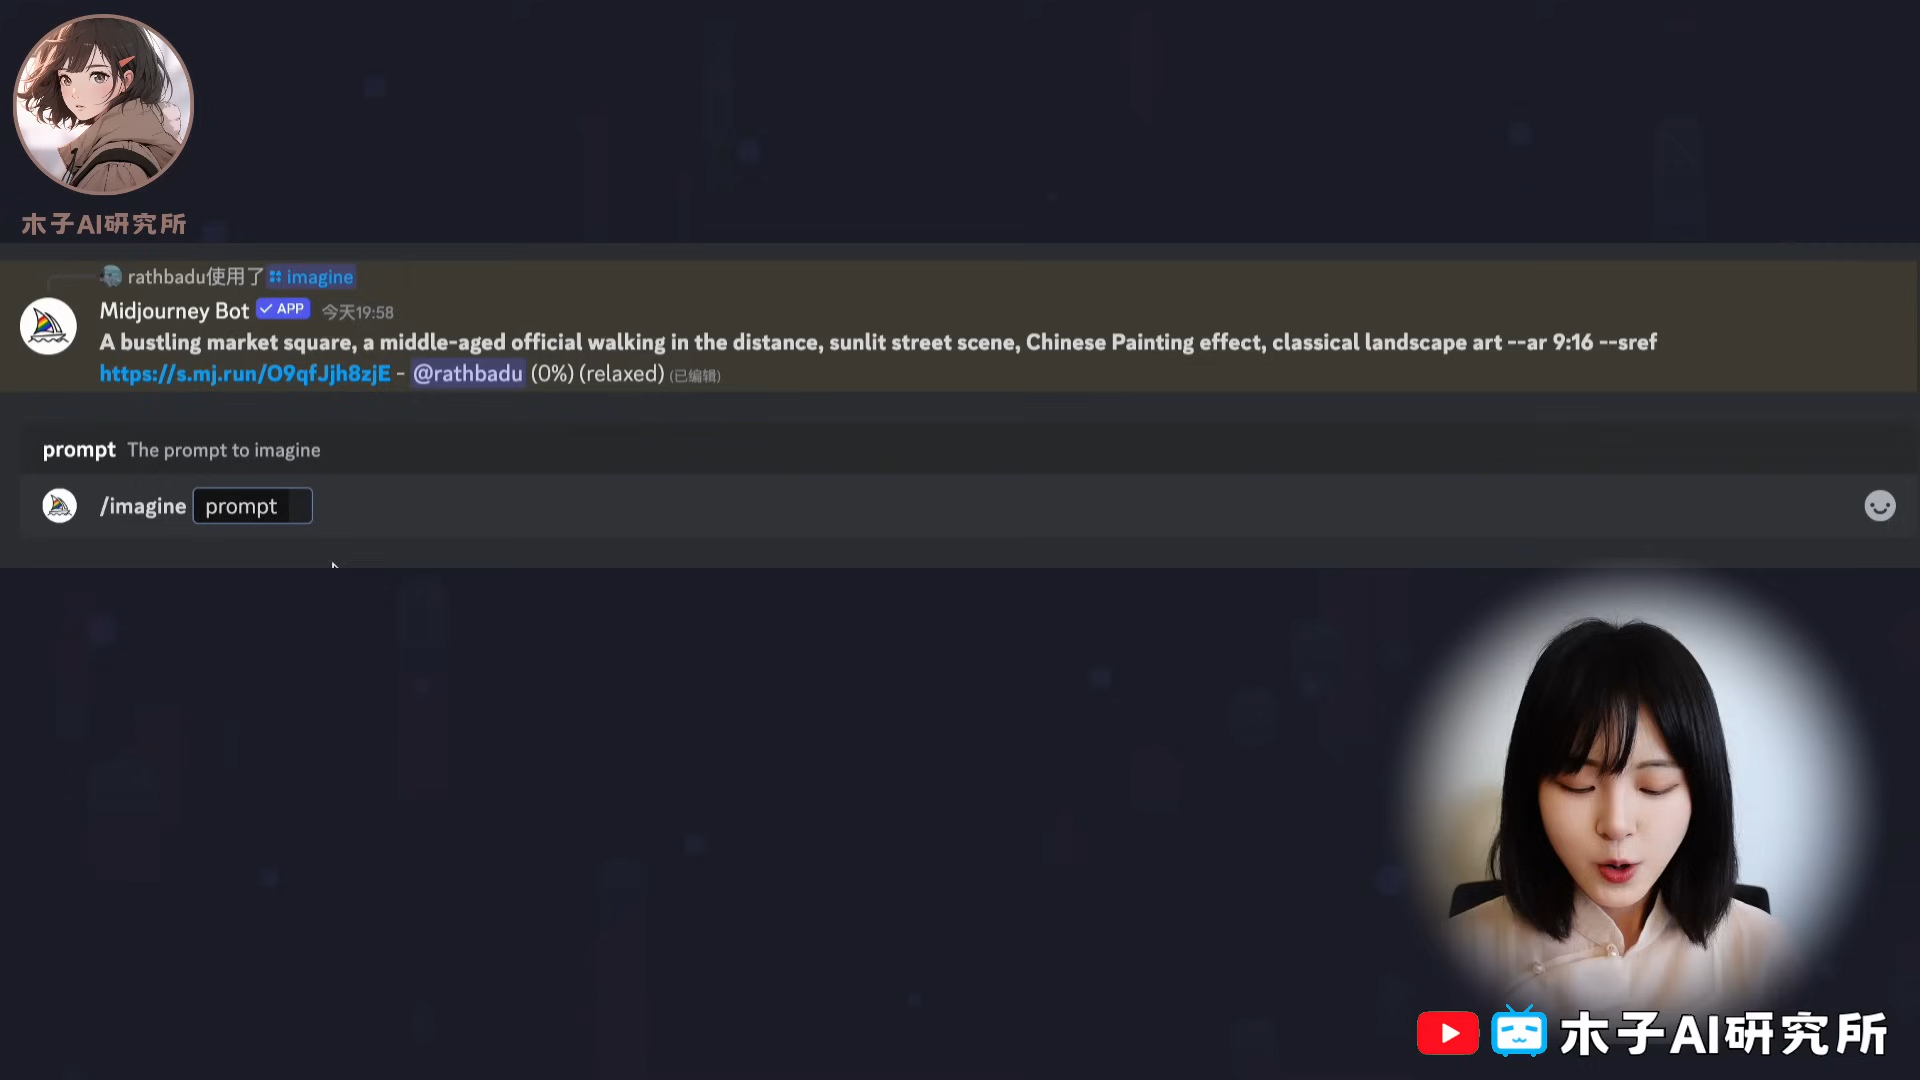 木子AI研究所
rathbadu使用了 imagine
Midjourney Bot APP 今天19:58
A bustling market square, a middle-aged official walking in the distance, sunlit street scene, Chinese Painting effect, classical landscape art --ar 9:16 --sref
https://s.mj.run/O9qfJjh8zjE - @rathbadu (0%) (relaxed) (已编辑)
prompt The prompt to imagine
/imagine prompt
木子AI研究所